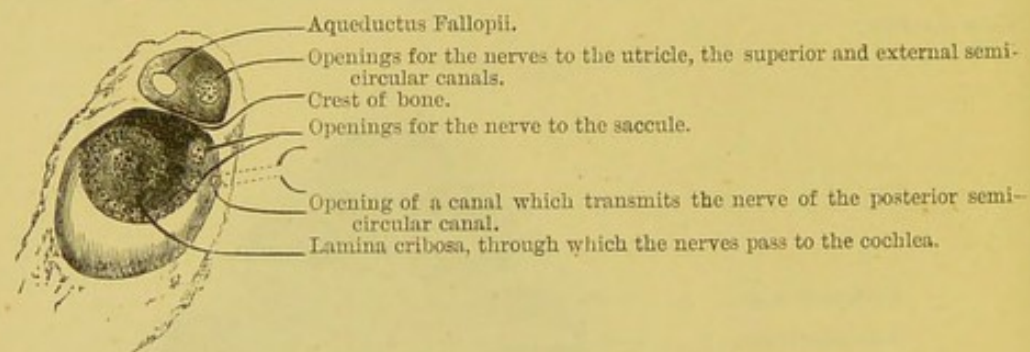 Aqueductus Fallopii.
Openings for the nerves to the utricle, the superior and external semi-
circular canals.
Crest of bone.
Openings for the nerve to the saccule.
Opening of a canal which transmits the nerve of the posterior semi-
circular canal.
Lamina cribosa, through which the nerves pass to the cochlea.